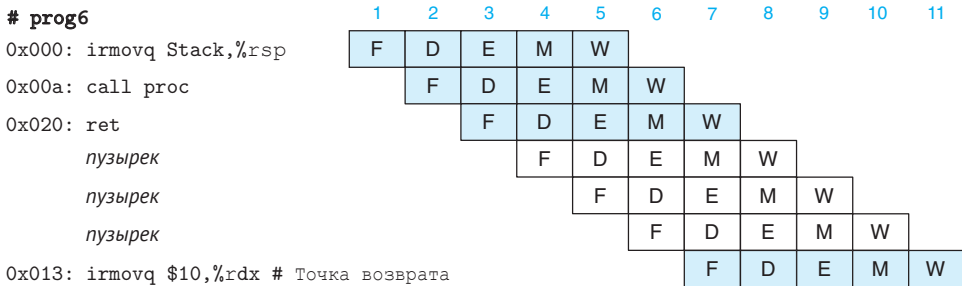 # prog6 1 2 3 4 5 6 7 8 9 10 11
0x000: irmovq Stack,%rsp F D E M W
0x00a: call proc F D E M W
0x020: ret F D E M W
пузырек F D E M W
пузырек F D E M W
пузырек F D E M W
0x013: irmovq $10,%rdx # Точка возврата F D E M W